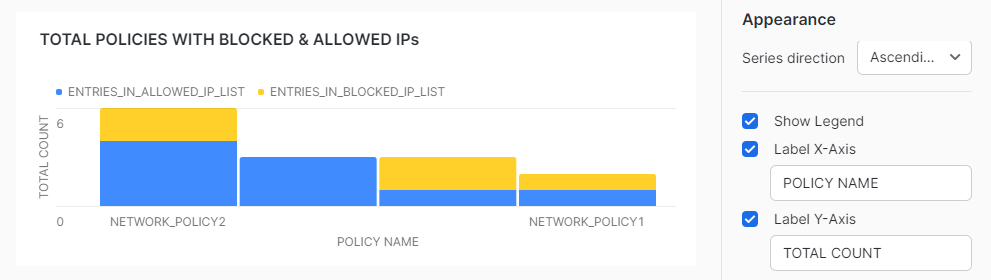 TOTAL POLICIES WITH BLOCKED & ALLOWED IPs
ENTRIES_IN_ALLOWED_IP_LIST ENTRIES_IN_BLOCKED_IP_LIST
TOTAL COUNT
6
0
NETWORK_POLICY2 NETWORK_POLICY1
POLICY NAME
Appearance
Series direction Ascendi...
Show Legend
Label X-Axis
POLICY NAME
Label Y-Axis
TOTAL COUNT